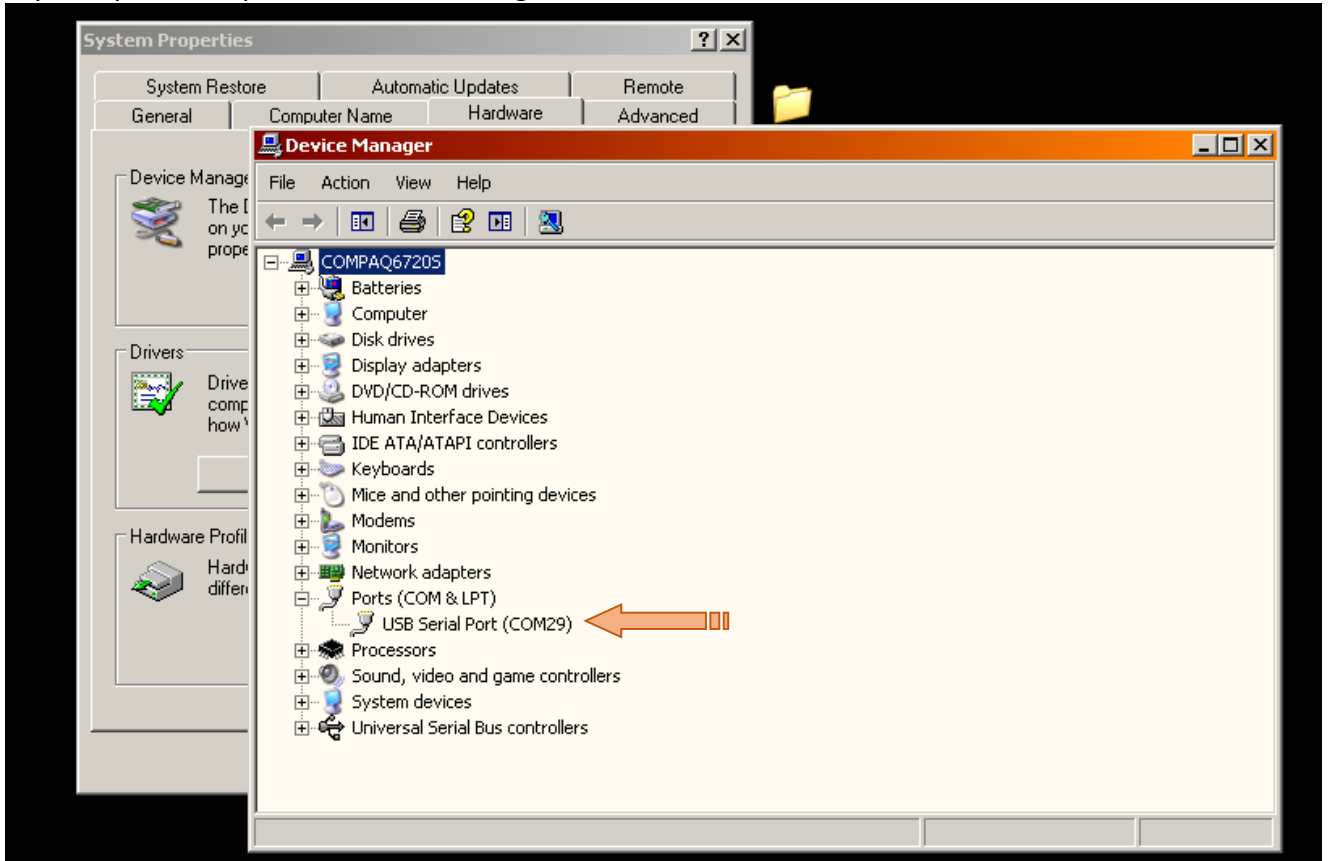 System Properties
System Restore
Automatic Updates
Remote
General
Computer Name
Hardware
Advanced
Device Manage
The
on yo
prope
Drivers
Drive
comp
how
Hardware Profil
Hard
differ
Device Manager
File Action View Help
COMPAQ6720S
Batteries
Computer
Disk drives
Display adapters
DVD/CD-ROM drives
Human Interface Devices
IDE ATA/ATAPI controllers
Keyboards
Mice and other pointing devices
Modems
Monitors
Network adapters
Ports (COM & LPT)
USB Serial Port (COM29)
Processors
Sound, video and game controllers
System devices
Universal Serial Bus controllers